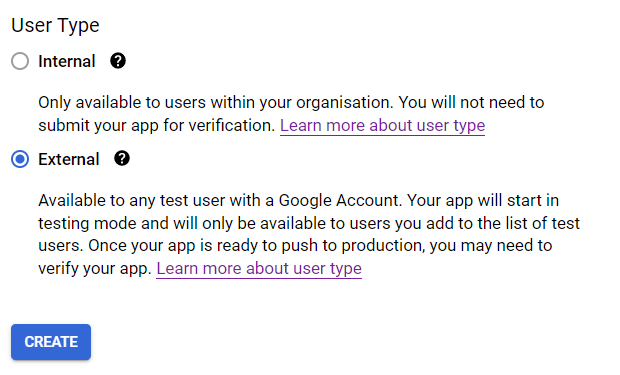 User Type
Internal
Only available to users within your organisation. You will not need to
submit your app for verification. Learn more about user type
External
Available to any test user with a Google Account. Your app will start in
testing mode and will only be available to users you add to the list of test
users. Once your app is ready to push to production, you may need to
verify your app. Learn more about user type
CREATE